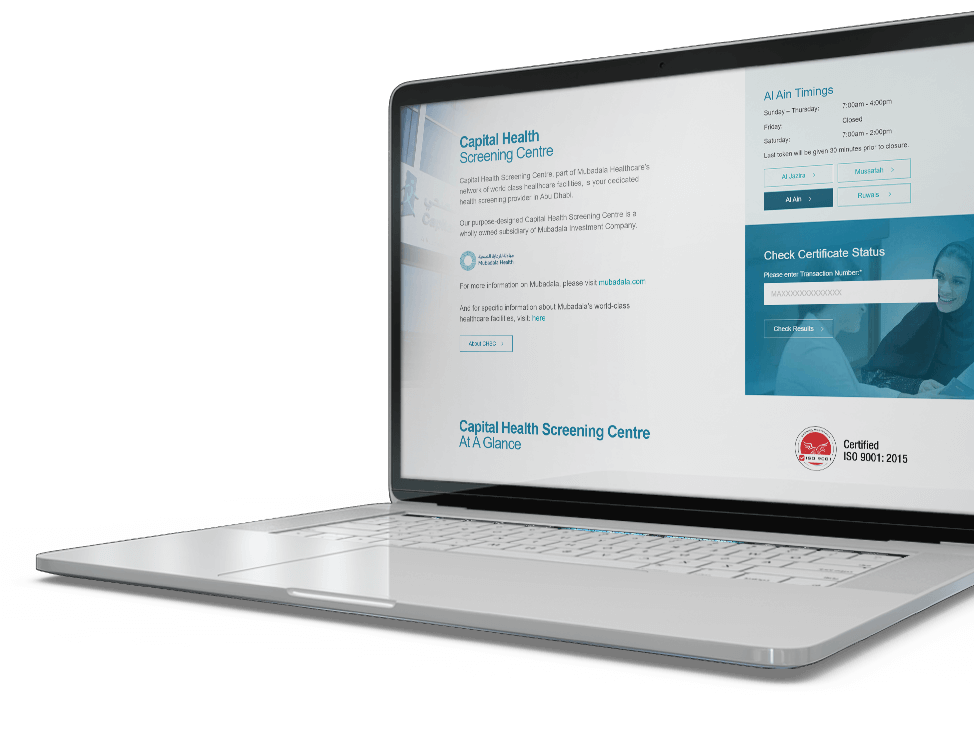 Capital Health
Screening Centre
Capital Health Screening Centre, part of Mubadala Healthcare's
network of world class healthcare facilities, is your dedicated
health screening provider in Abu Dhabi.
Our purpose-designed Capital Health Screening Centre is a
wholly owned subsidiary of Mubadala Investment Company.
Mubadala Health
For more information on Mubadala, please visit mubadala.com
And for specific information about Mubadala's world-class
healthcare facilities, visit: here
About CHSC >
Capital Health Screening Centre
At A Glance
Al Ain Timings
Sunday – Thursday: 7:00am - 4:00pm
Friday: Closed
Saturday: 7:00am - 2:00pm
Last token will be given 30 minutes prior to closure.
Al Jazira > Mussafah >
Al Ain > Ruwais >
Check Certificate Status
Please enter Transaction Number:*
Check Results >
ISO 9001
Certified
ISO 9001: 2015